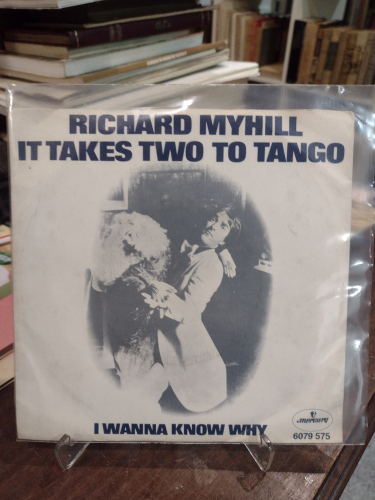 RICHARD MYHILL
IT TAKES TWO TO TANGO
I WANNA KNOW WHY
mercury
6079 575